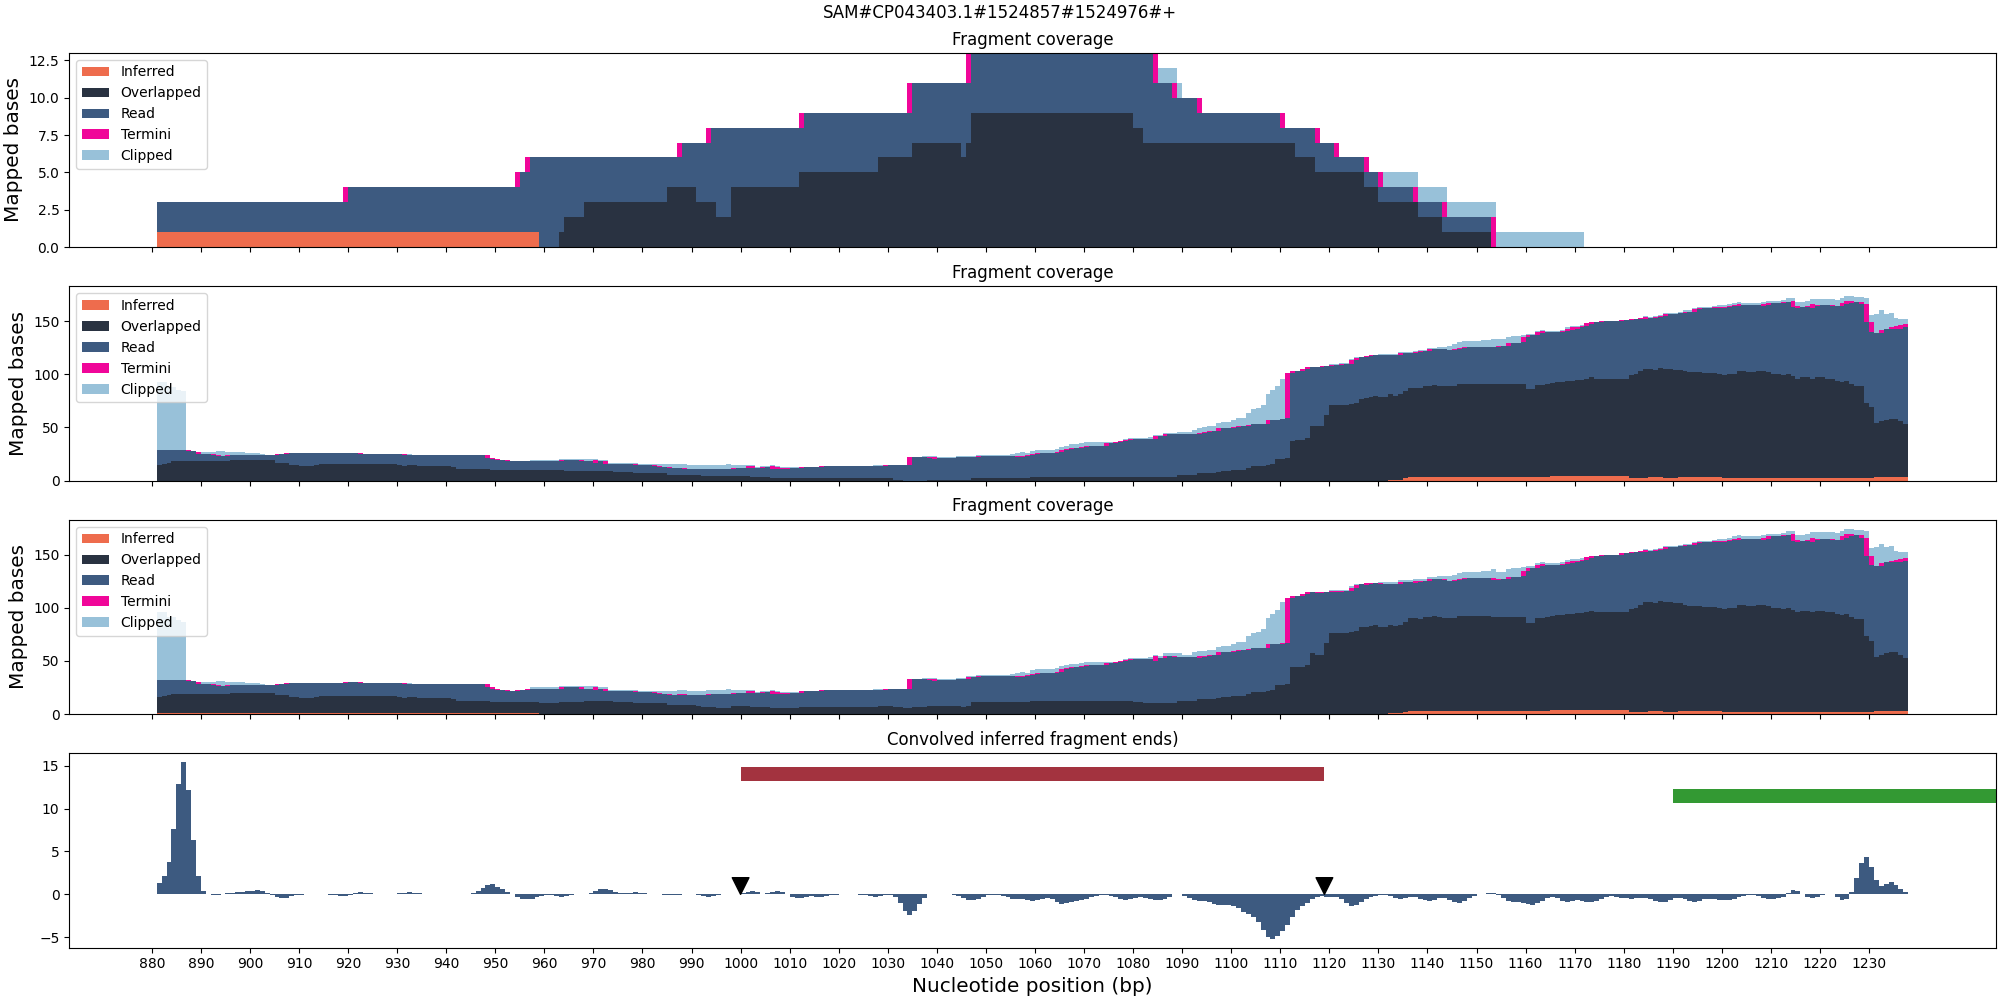 SAM#CP043403.1#1524857#1524976#+
Fragment coverage
Mapped bases
12.5
10.0
7.5
5.0
2.5
0.0
Inferred
Overlapped
Read
Termini
Clipped
Fragment coverage
Mapped bases
150
100
50
0
Inferred
Overlapped
Read
Termini
Clipped
Fragment coverage
Mapped bases
150
100
50
0
Inferred
Overlapped
Read
Termini
Clipped
Convolved inferred fragment ends)
15
10
5
0
−5
880 890 900 910 920 930 940 950 960 970 980 990 1000 1010 1020 1030 1040 1050 1060 1070 1080 1090 1100 1110 1120 1130 1140 1150 1160 1170 1180 1190 1200 1210 1220 1230
Nucleotide position (bp)